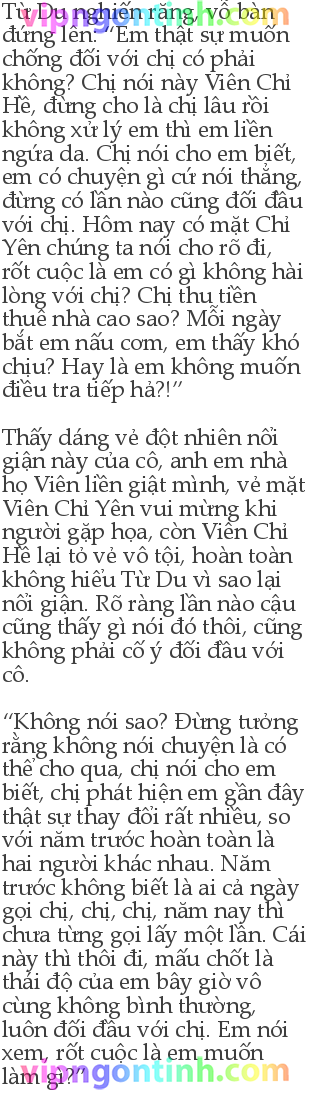 Từ Du nghiến răng, vỗ bàn
đứng lên: “Em thật sự muốn
chống đối với chị có phải
không? Chị nói này Viên Chỉ
Hề, đừng cho là chị lâu rồi
không xử lý em thì em liền
ngứa da. Chị nói cho em biết,
em có chuyện gì cứ nói thẳng,
đừng có lần nào cũng đối đầu
với chị. Hôm nay có mặt Chỉ
Yên chúng ta nói cho rõ đi,
rốt cuộc là em có gì không hài
lòng với chị? Chị thu tiền
thuê nhà cao sao? Mỗi ngày
bắt em nấu cơm, em thấy khó
chịu? Hay là em không muốn
điều tra tiếp hả?!”
Thấy dáng vẻ đột nhiên nổi
giận này của cô, anh em nhà
họ Viên liền giật mình, vẻ mặt
Viên Chỉ Yên vui mừng khi
người gặp họa, còn Viên Chỉ
Hề lại tỏ vẻ vô tội, hoàn toàn
không hiểu Từ Du vì sao lại
nổi giận. Rõ ràng lần nào cậu
cũng thấy gì nói đó thôi, cũng
không phải cố ý đối đầu với
cô.
“Không nói sao? Đừng tưởng
rằng không nói chuyện là có
thể cho qua, chị nói cho em
biết, chị phát hiện em gần đây
thật sự thay đổi rất nhiều, so
với năm trước hoàn toàn là
hai người khác nhau. Năm
trước không biết là ai cả ngày
gọi chị, chị, chị, năm nay thì
chưa từng gọi lấy một lần. Cái
này thì thôi đi, mấu chốt là
thái độ của em bây giờ vô
cùng không bình thường,
luôn đối đầu với chị. Em nói
xem, rốt cuộc là em muốn
làm gì?”
vipngontinh.com
vipngontinh.com